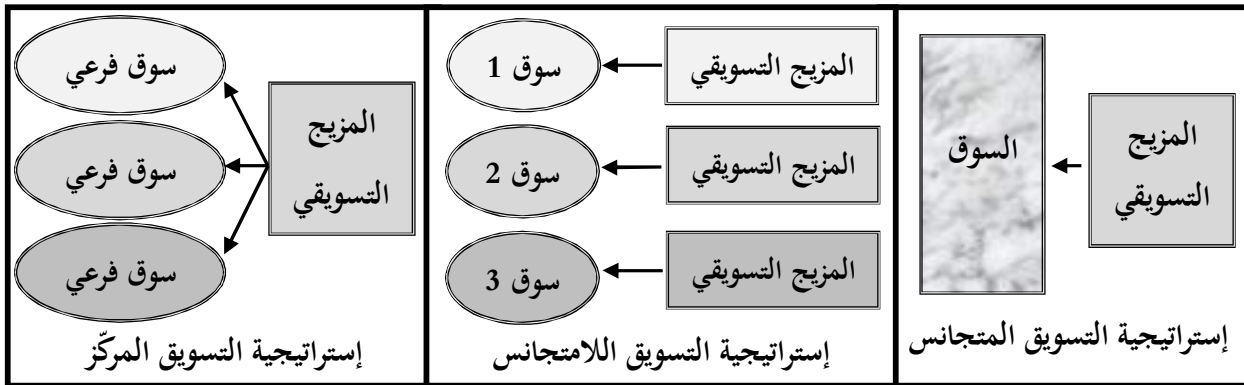 المزيج
التسويقي
السوق
إستراتيجية التسويق المتجانس
المزيج التسويقي
سوق 1
المزيج التسويقي
سوق 2
المزيج التسويقي
سوق 3
إستراتيجية التسويق اللامتجانس
المزيج
التسويقي
سوق فرعي
سوق فرعي
سوق فرعي
إستراتيجية التسويق المركّز